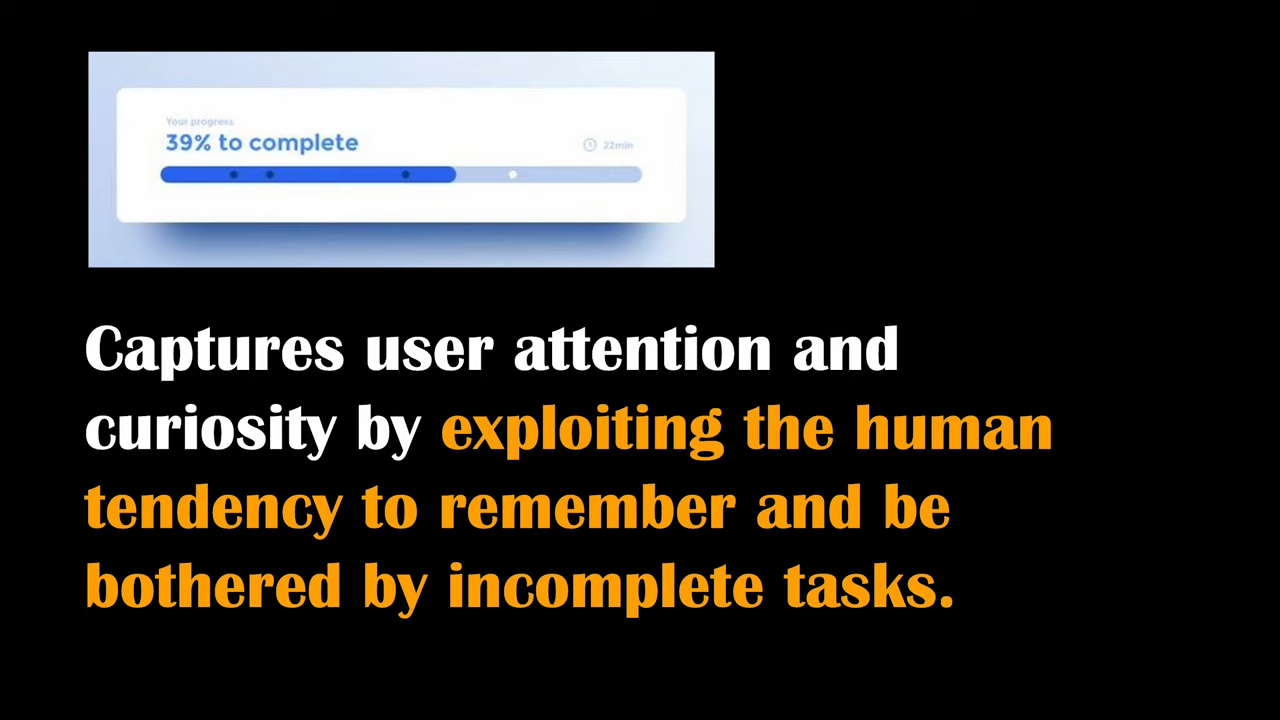 Your progress
39% to complete
22min
Captures user attention and
curiosity by exploiting the human
tendency to remember and be
bothered by incomplete tasks.